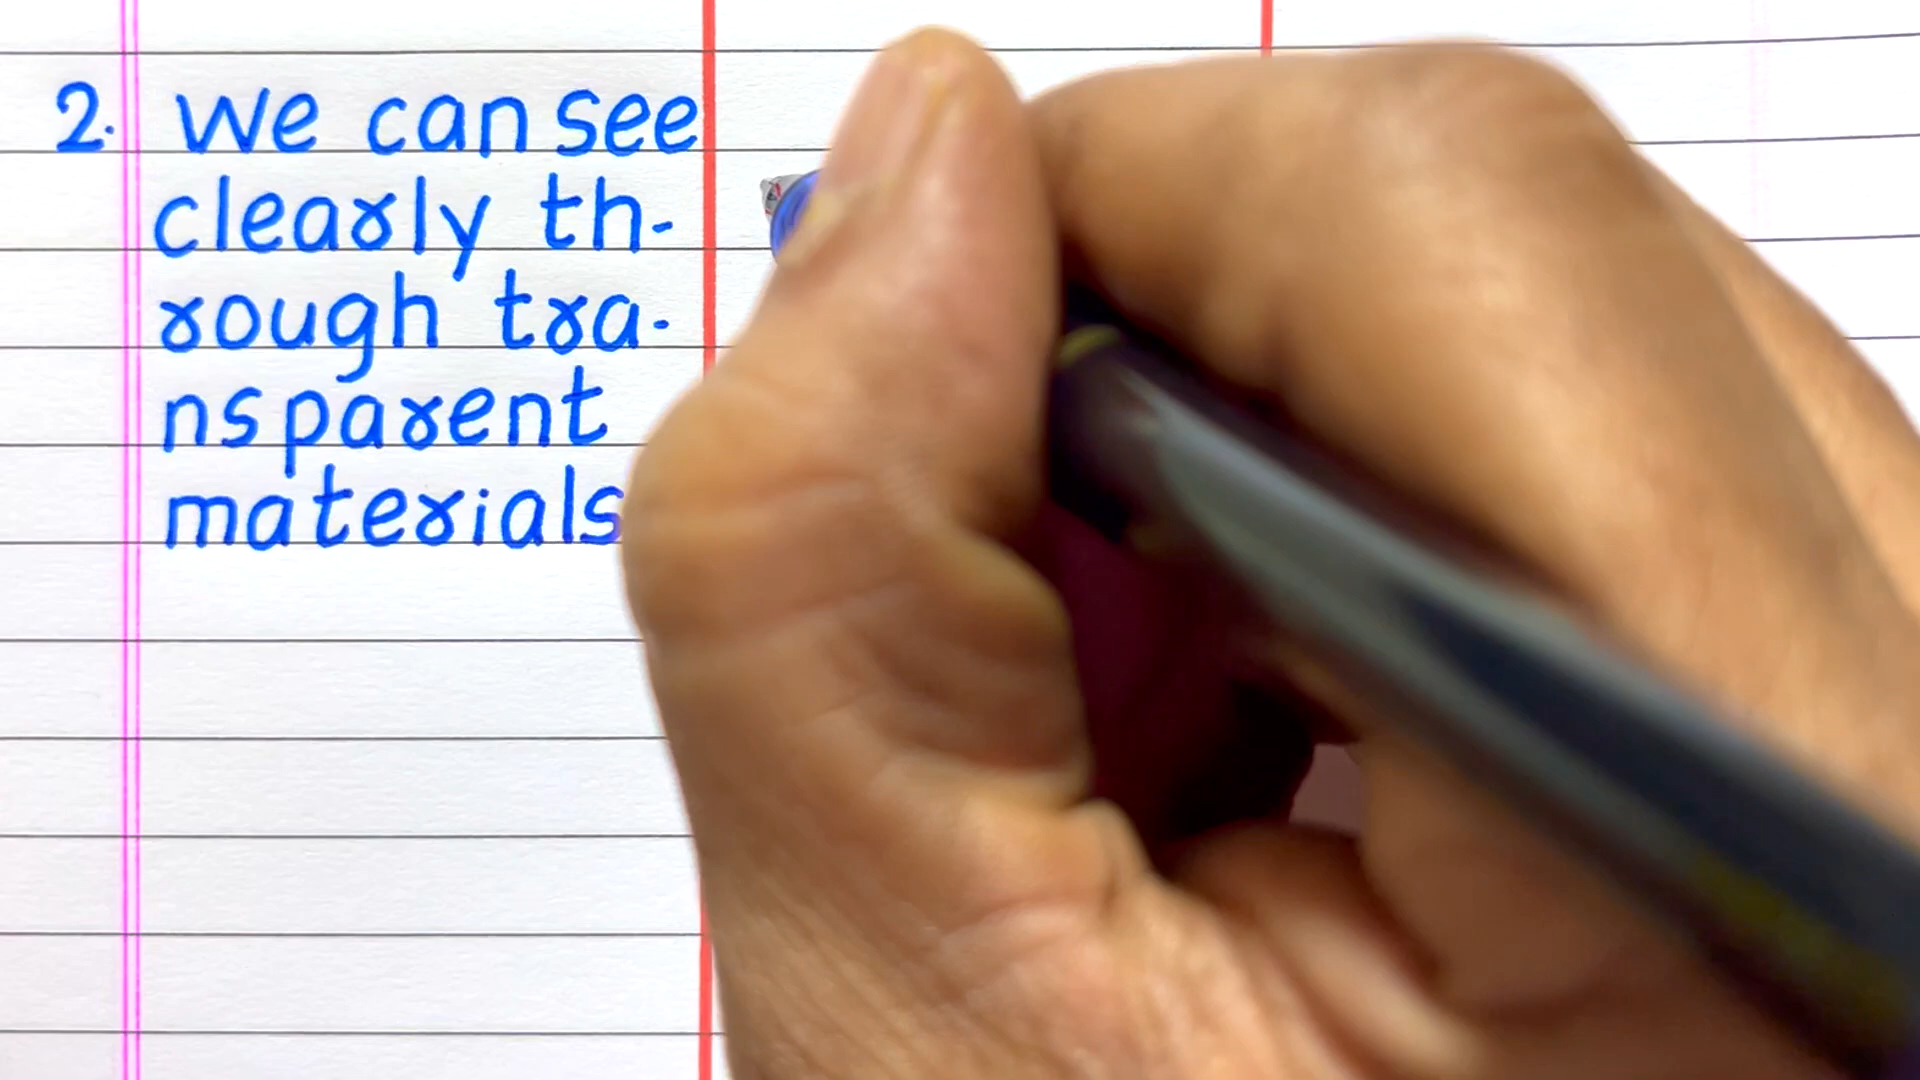 2. We can see
clearly th-
rough tra-
nsparent
materials